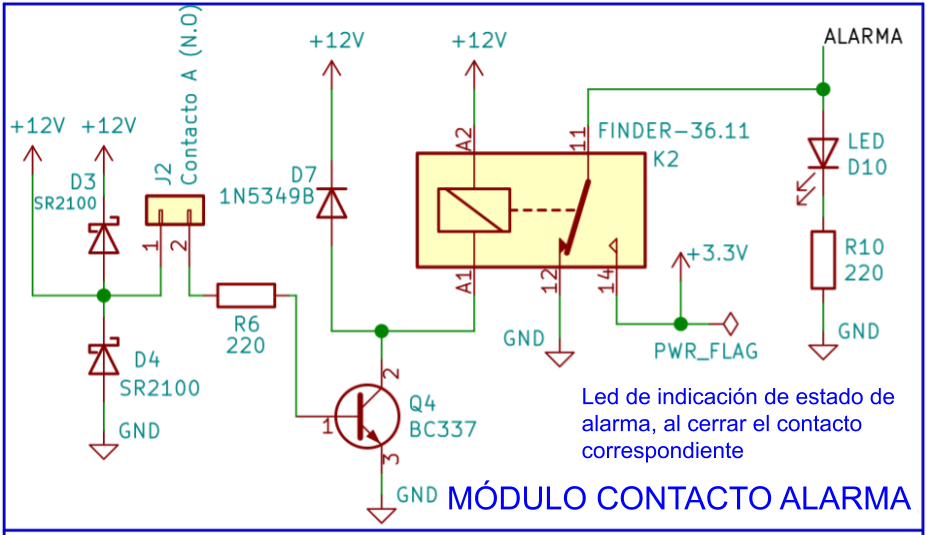 +12V
+12V
D3
SR2100
J2
Contacto A (N.O)
1
2
D4
SR2100
GND
R6
220
+12V
D7
1N5349B
+12V
A2
A1
11
12
14
FINDER-36.11
K2
GND
+3.3V
PWR_FLAG
ALARMA
LED
D10
R10
220
GND
2
1
3
Q4
BC337
GND
Led de indicación de estado de
alarma, al cerrar el contacto
correspondiente
MÓDULO CONTACTO ALARMA